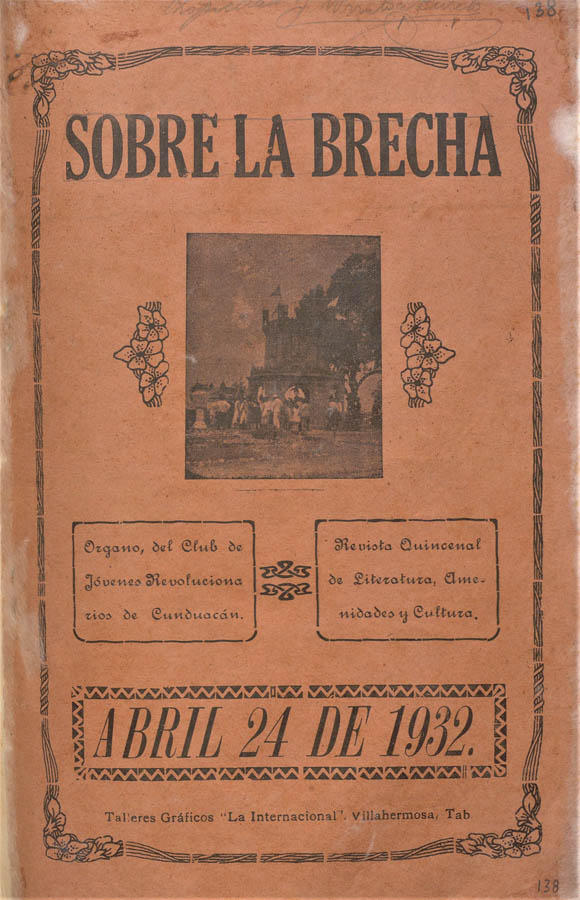 138
SOBRE LA BRECHA
Organo, del Club de
Jóvenes Revoluciona
rios de Cunduacán.
Revista Quincenal
de Literatura, Ame-
nidades y Cultura.
ABRIL 24 DE 1932.
Talleres Gráficos "La Internacional". Villahermosa, Tab
138